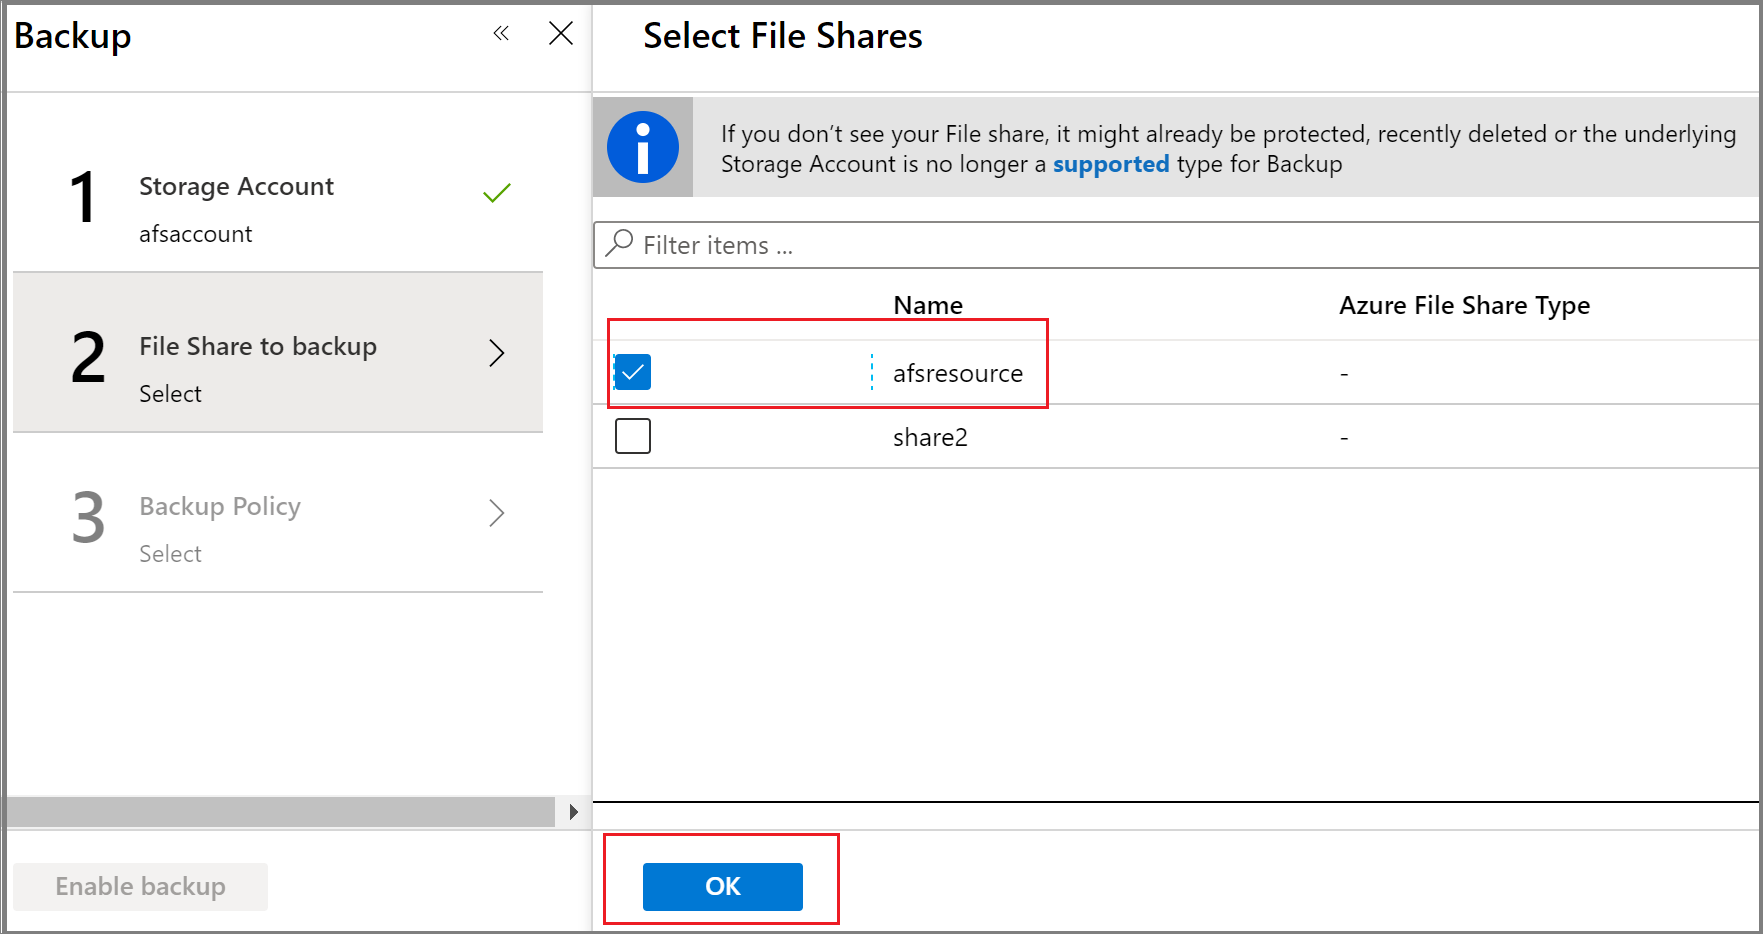 Backup
Select File Shares
1
Storage Account
afsaccount
2
File Share to backup
Select
3
Backup Policy
Select
Enable backup
If you don’t see your File share, it might already be protected, recently deleted or the underlying
Storage Account is no longer a supported type for Backup
Filter items ...
Name Azure File Share Type
afsresource -
share2 -
OK